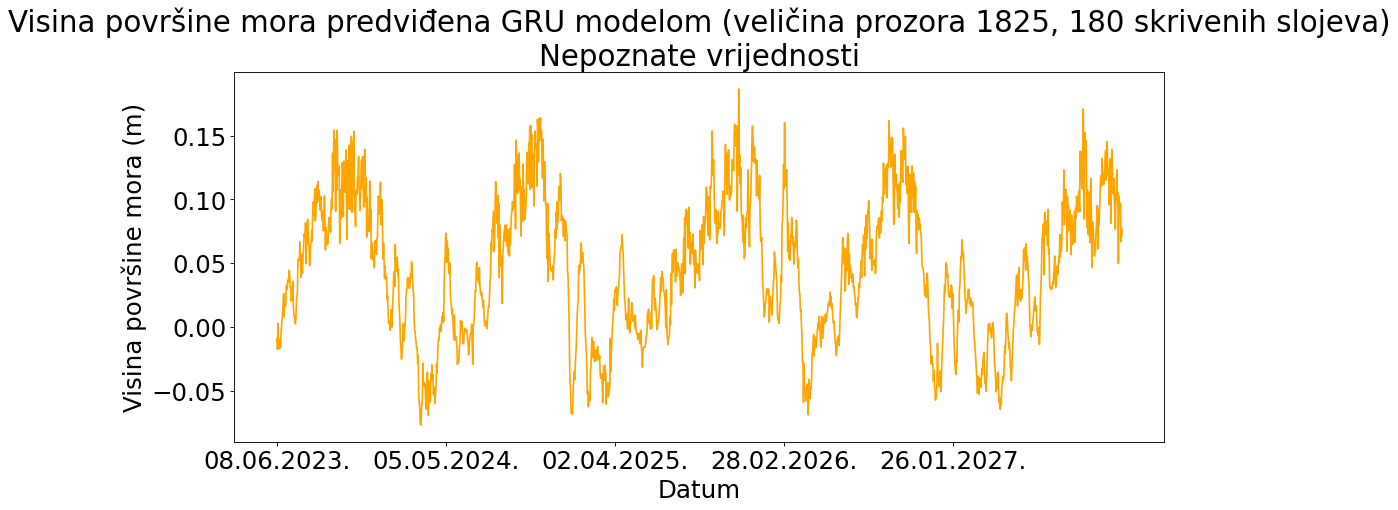 Visina površine mora predviđena GRU modelom (veličina prozora 1825, 180 skrivenih slojeva)
Nepoznate vrijednosti
Visina površine mora (m)
0.15
0.10
0.05
0.00
−0.05
08.06.2023. 05.05.2024. 02.04.2025. 28.02.2026. 26.01.2027.
Datum